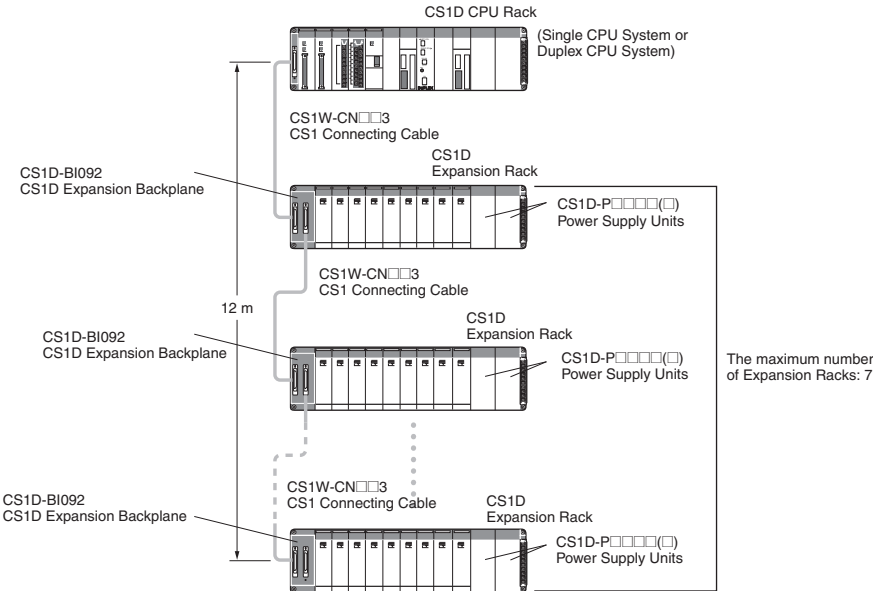 CS1D CPU Rack
(Single CPU System or
Duplex CPU System)
CS1W-CN□□3
CS1 Connecting Cable
CS1D-BI092
CS1D Expansion Backplane
CS1D
Expansion Rack
CS1D-P□□□□(□)
Power Supply Units
CS1W-CN□□3
CS1 Connecting Cable
12 m
CS1D-BI092
CS1D Expansion Backplane
CS1D
Expansion Rack
CS1D-P□□□□(□)
Power Supply Units
The maximum number
of Expansion Racks: 7
CS1W-CN□□3
CS1 Connecting Cable
CS1D-BI092
CS1D Expansion Backplane
CS1D
Expansion Rack
CS1D-P□□□□(□)
Power Supply Units